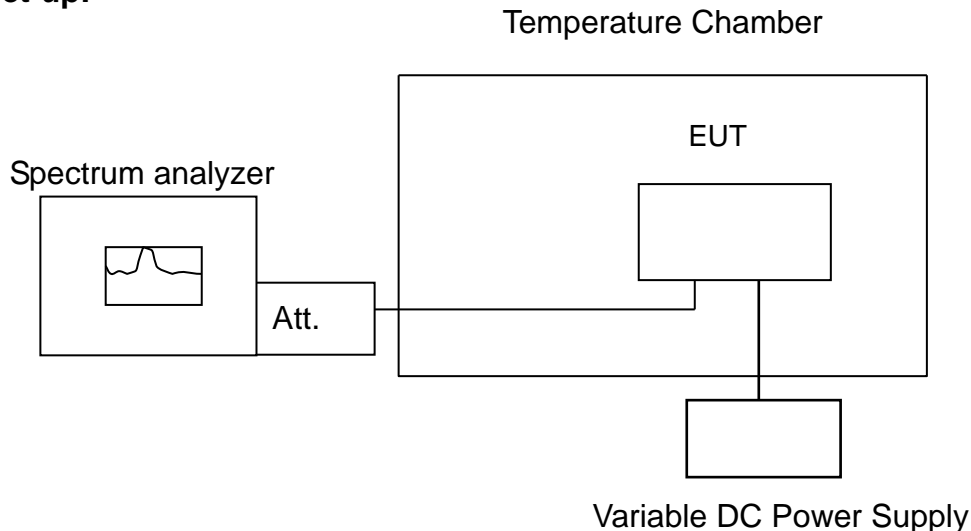 Temperature Chamber
EUT
Spectrum analyzer
Att.
Variable DC Power Supply